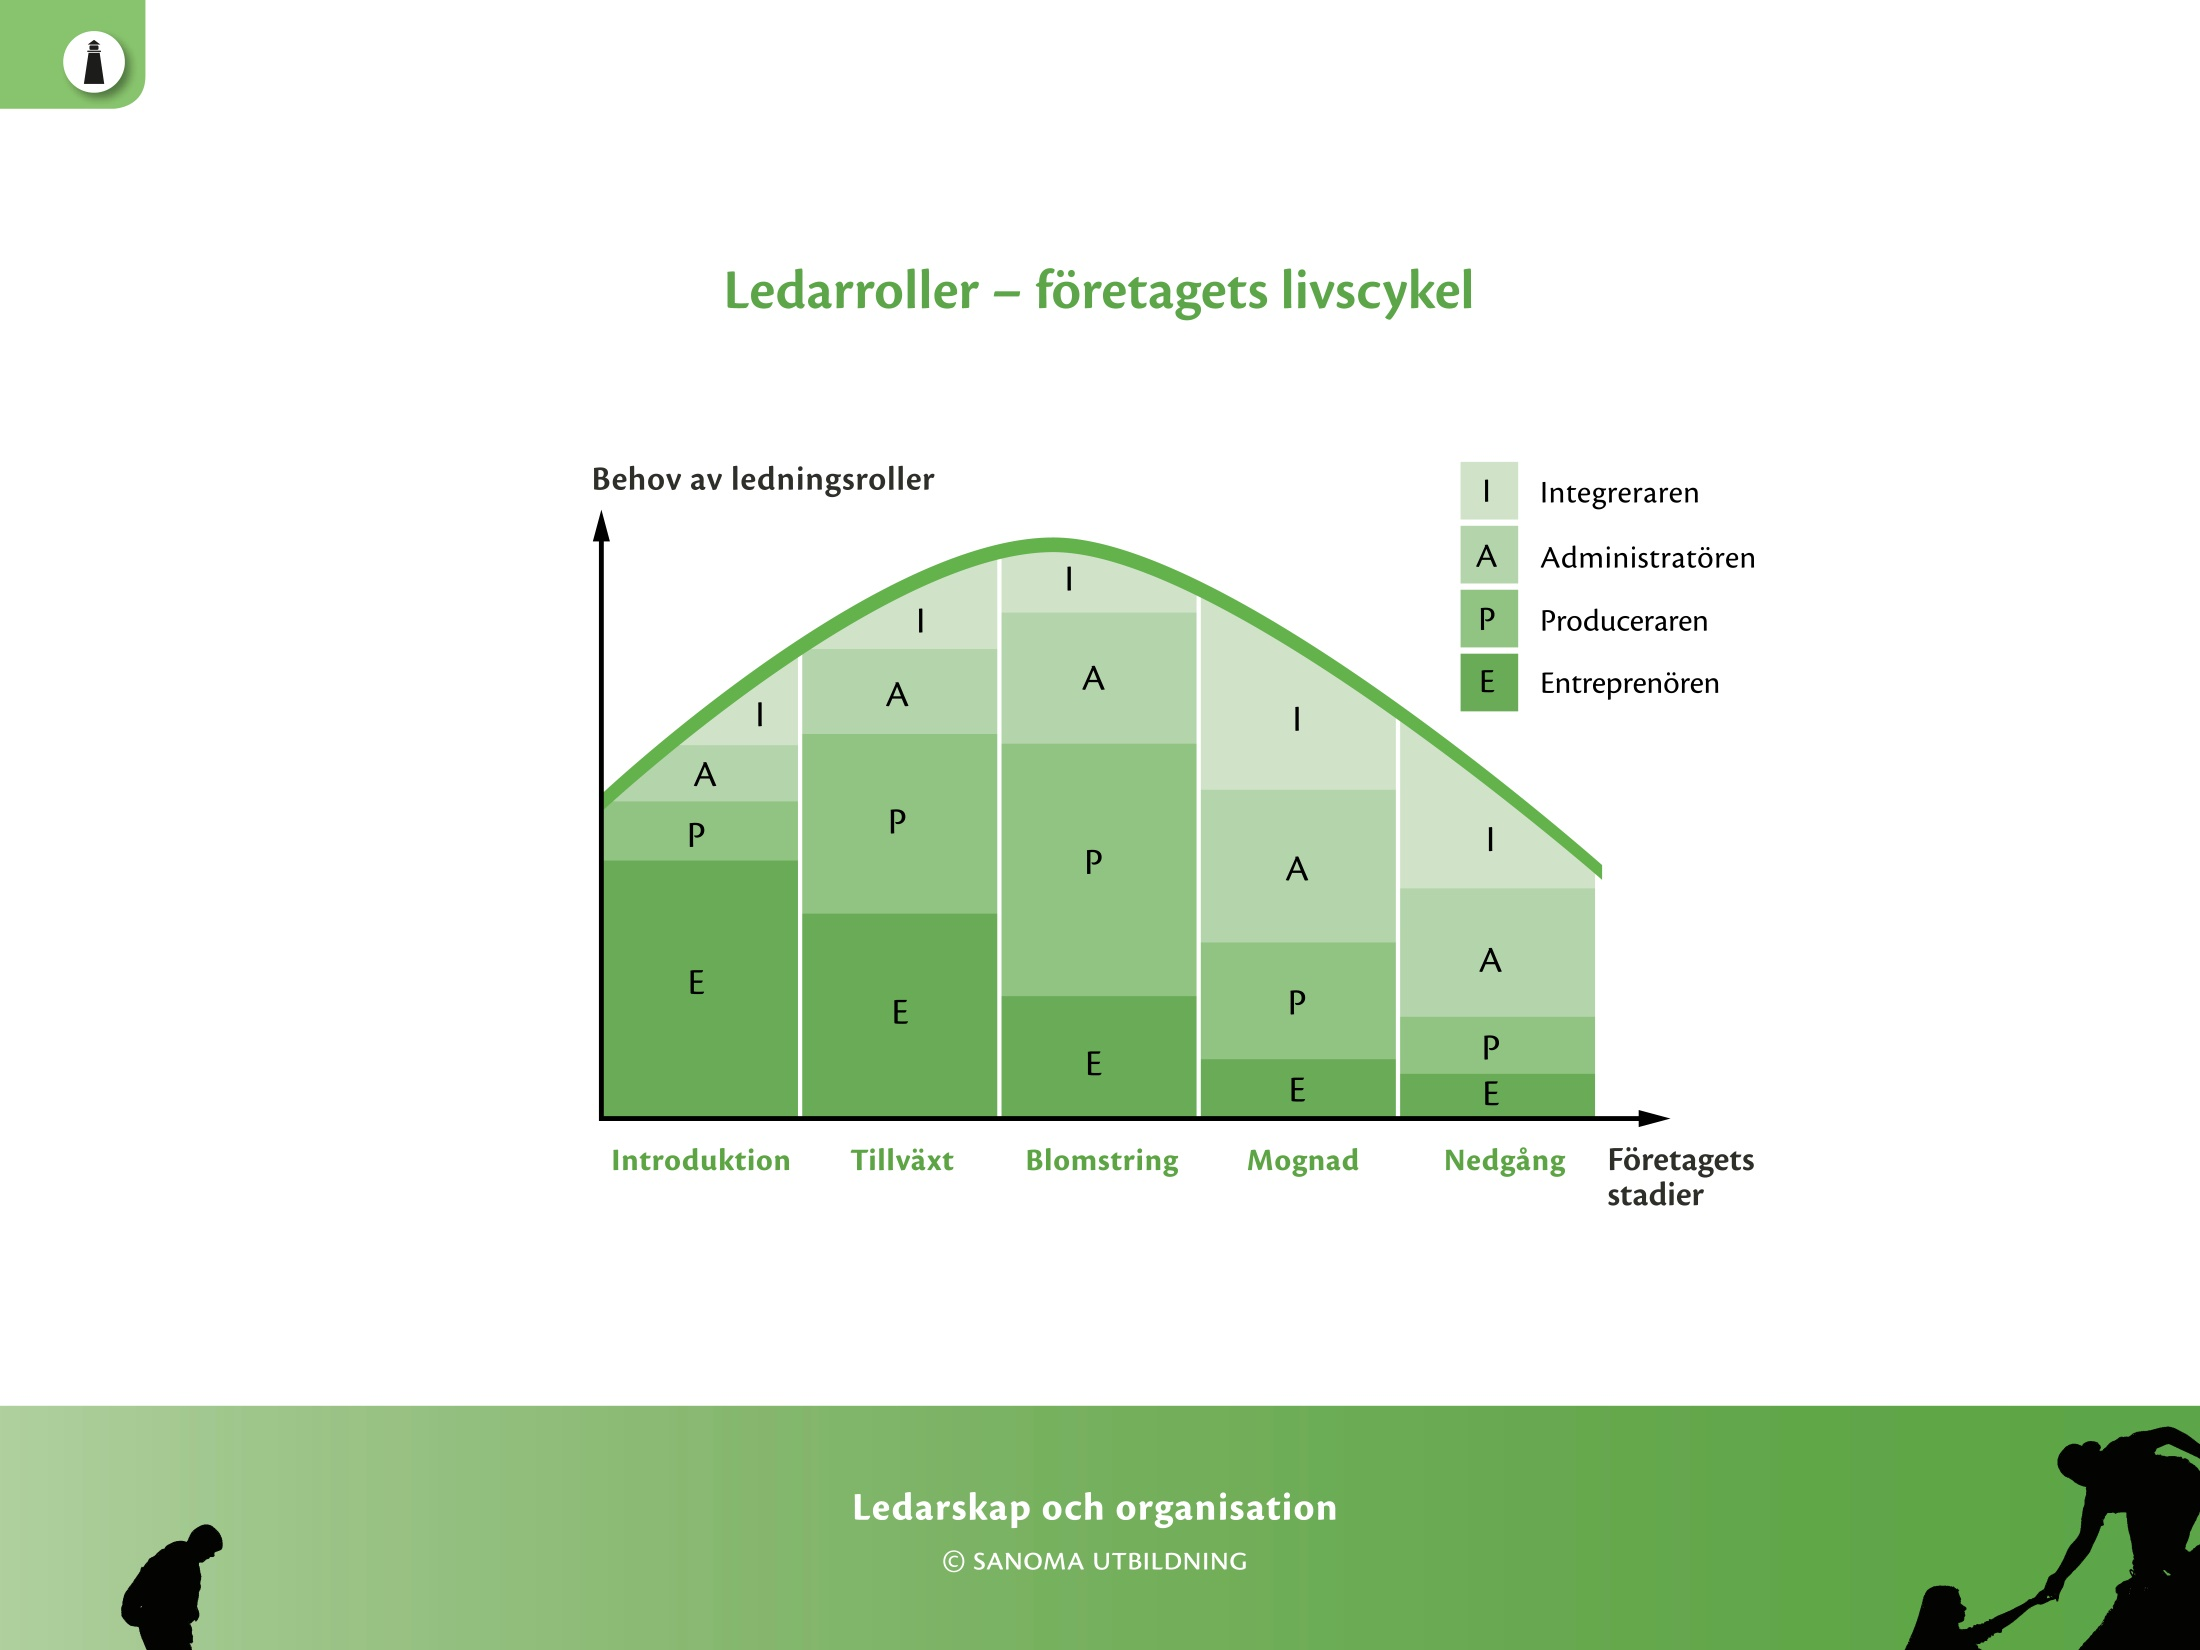 Ledarroller – företagets livscykel
Behov av ledningsroller
I Integreraren
A Administratören
P Produceraren
E Entreprenören
I
A
P
E
I
A
P
E
I
A
P
E
I
A
P
E
I
A
P
E
Introduktion
Tillväxt
Blomstring
Mognad
Nedgång
Företagets
stadier
Ledarskap och organisation
© SANOMA UTBILDNING